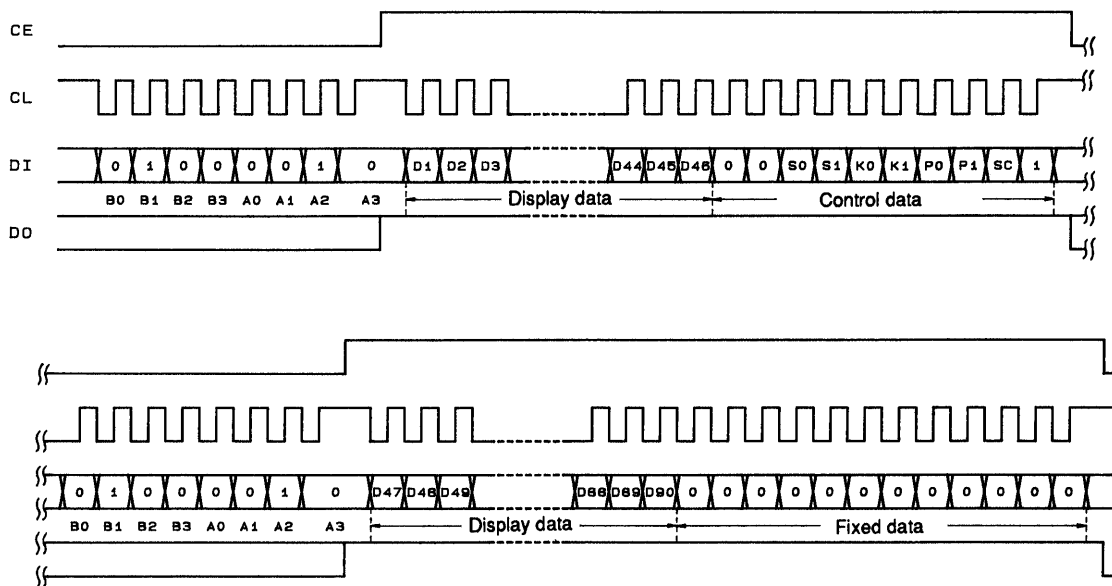 CE
CL
DI 0 1 0 0 0 0 1 0 D1 D2 D3 D44 D45 D46 0 0 S0 S1 K0 K1 P0 P1 SC 1
B0 B1 B2 B3 A0 A1 A2 A3 Display data Control data
DO
0 1 0 0 0 0 1 0 D47 D48 D49 D88 D89 D90 0 0 0 0 0 0 0 0 0 0 0 0
B0 B1 B2 B3 A0 A1 A2 A3 Display data Fixed data